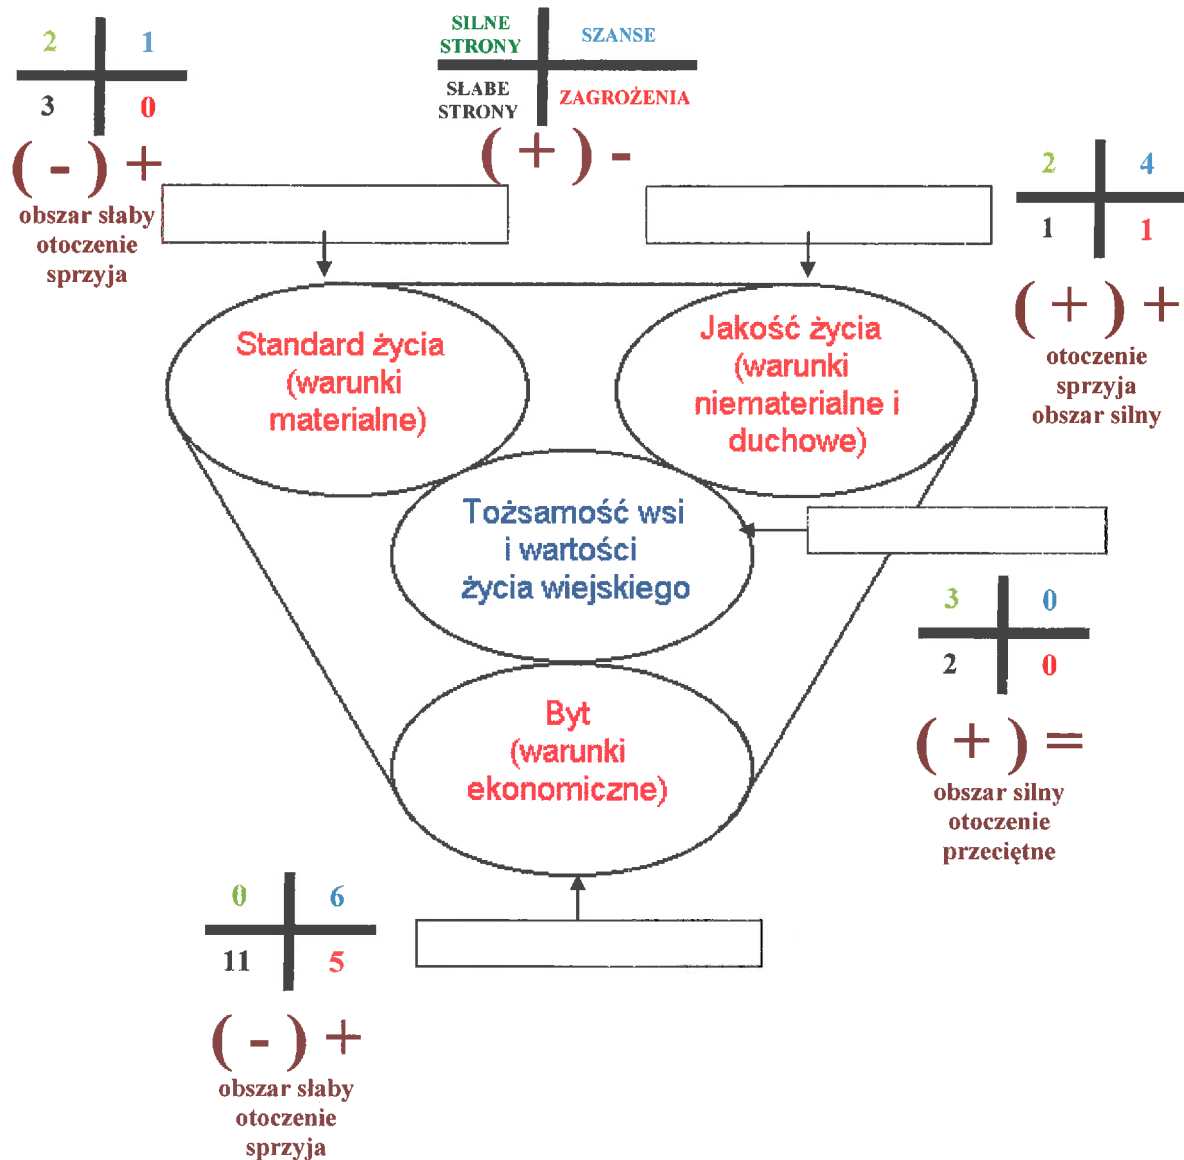 2 1
3 0
( - ) +
obszar słaby
otoczenie
sprzyja
SILNE
STRONY
SZANSE
SŁABE
STRONY
ZAGROŻENIA
( + ) -
2 4
1 1
( + ) +
otoczenie
sprzyja
obszar silny
Standard życia
(warunki
materialne)
Jakość życia
(warunki
niematerialne i
duchowe)
Tożsamość wsi
i wartości
życia wiejskiego
3 0
2 0
( + ) =
obszar silny
otoczenie
przeciętne
Byt
(warunki
ekonomiczne)
0 6
11 5
( - ) +
obszar słaby
otoczenie
sprzyja